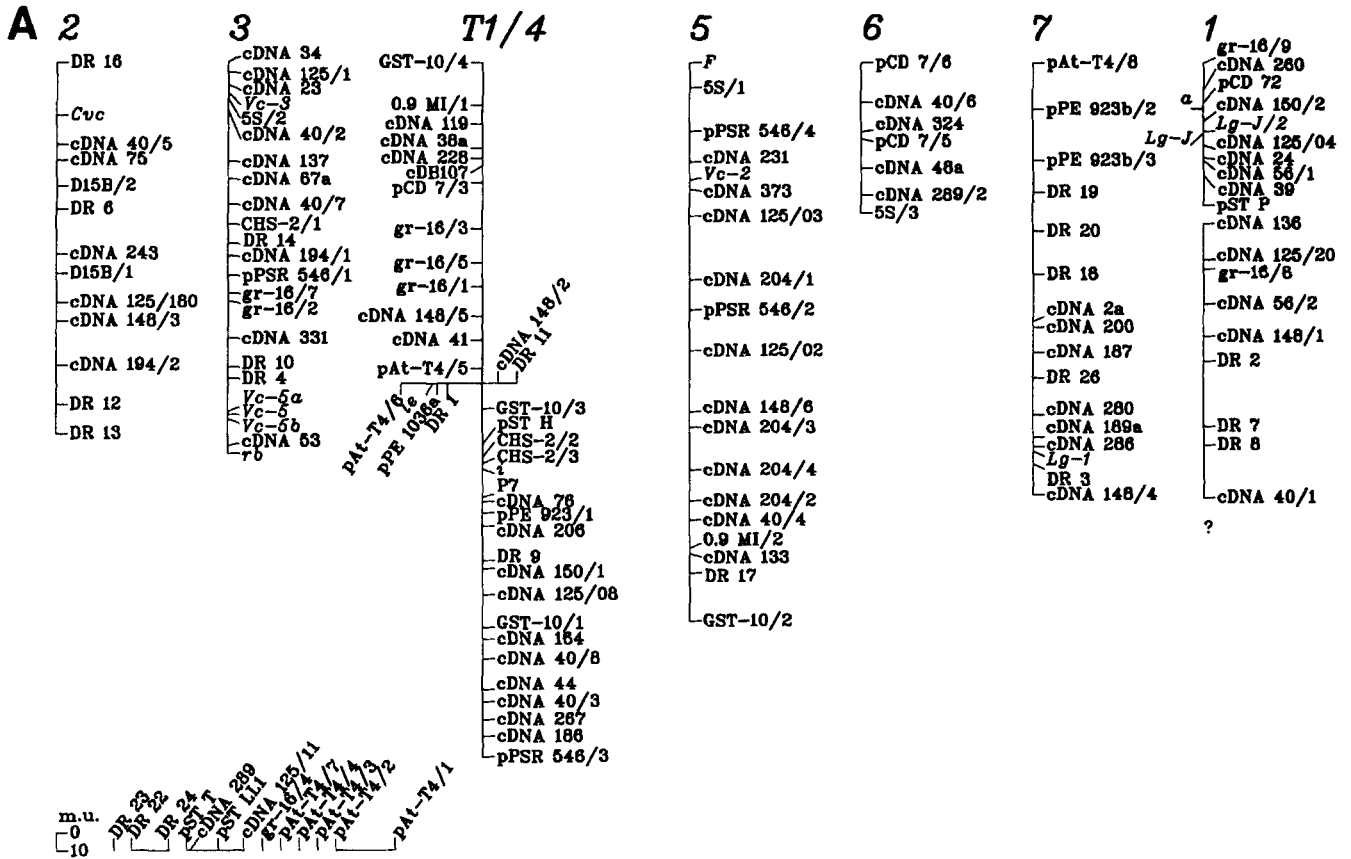 A
2
DR 16
Cvc
cDNA 40/5
cDNA 75
D15B/2
DR 6
cDNA 243
D15B/1
cDNA 125/180
cDNA 148/3
cDNA 194/2
DR 12
DR 13
3
cDNA 34
cDNA 125/1
cDNA 23
Vc-3
5S/2
cDNA 40/2
cDNA 137
cDNA 67a
cDNA 40/7
CHS-2/1
DR 14
cDNA 194/1
pPSR 546/1
gr-16/7
gr-16/2
cDNA 331
DR 10
DR 4
Vc-5a
Vc-5
Vc-5b
cDNA 53
rb
T1/4
GST-10/4
0.9 MI/1
cDNA 119
cDNA 38a
cDNA 228
cDH107
pCD 7/3
gr-16/3
gr-16/5
gr-16/1
cDNA 148/5
cDNA 41
pAt-T4/5
cDNA 148/2
DR 11
pAt-T4/6
le
pPE 1036a
DR 1
GST-10/3
pST H
CHS-2/2
CHS-2/3
i
P7
cDNA 76
pPE 923/1
cDNA 206
DR 9
cDNA 150/1
cDNA 125/08
GST-10/1
cDNA 164
cDNA 40/8
cDNA 44
cDNA 40/3
cDNA 267
cDNA 186
pPSR 546/3
5
F
5S/1
pPSR 546/4
cDNA 231
Vc-2
cDNA 373
cDNA 125/03
cDNA 204/1
pPSR 546/2
cDNA 125/02
cDNA 148/6
cDNA 204/3
cDNA 204/4
cDNA 204/2
cDNA 40/4
0.9 MI/2
cDNA 133
DR 17
GST-10/2
6
pCD 7/6
cDNA 40/6
cDNA 324
pCD 7/5
cDNA 48a
cDNA 289/2
5S/3
7
pAt-T4/8
pPE 923b/2
pPE 923b/3
DR 19
DR 20
DR 18
cDNA 2a
cDNA 200
cDNA 187
DR 26
cDNA 280
cDNA 189a
cDNA 286
Lg-1
DR 3
cDNA 148/4
1
gr-16/9
cDNA 260
pCD 72
a
cDNA 150/2
Lg-J/2
Lg-J
cDNA 125/04
cDNA 24
cDNA 56/1
cDNA 39
pST P
cDNA 136
cDNA 125/20
gr-16/8
cDNA 56/2
cDNA 148/1
DR 2
DR 7
DR 8
cDNA 40/1
?
m.u.
0
10
DR 23
DR 22
DR 24
pST T
cDNA 289
pST LL1
cDNA 125/11
gr-16/4
pAt-T4/7
pAt-T4/4
pAt-T4/3
pAt-T4/2
pAt-T4/1